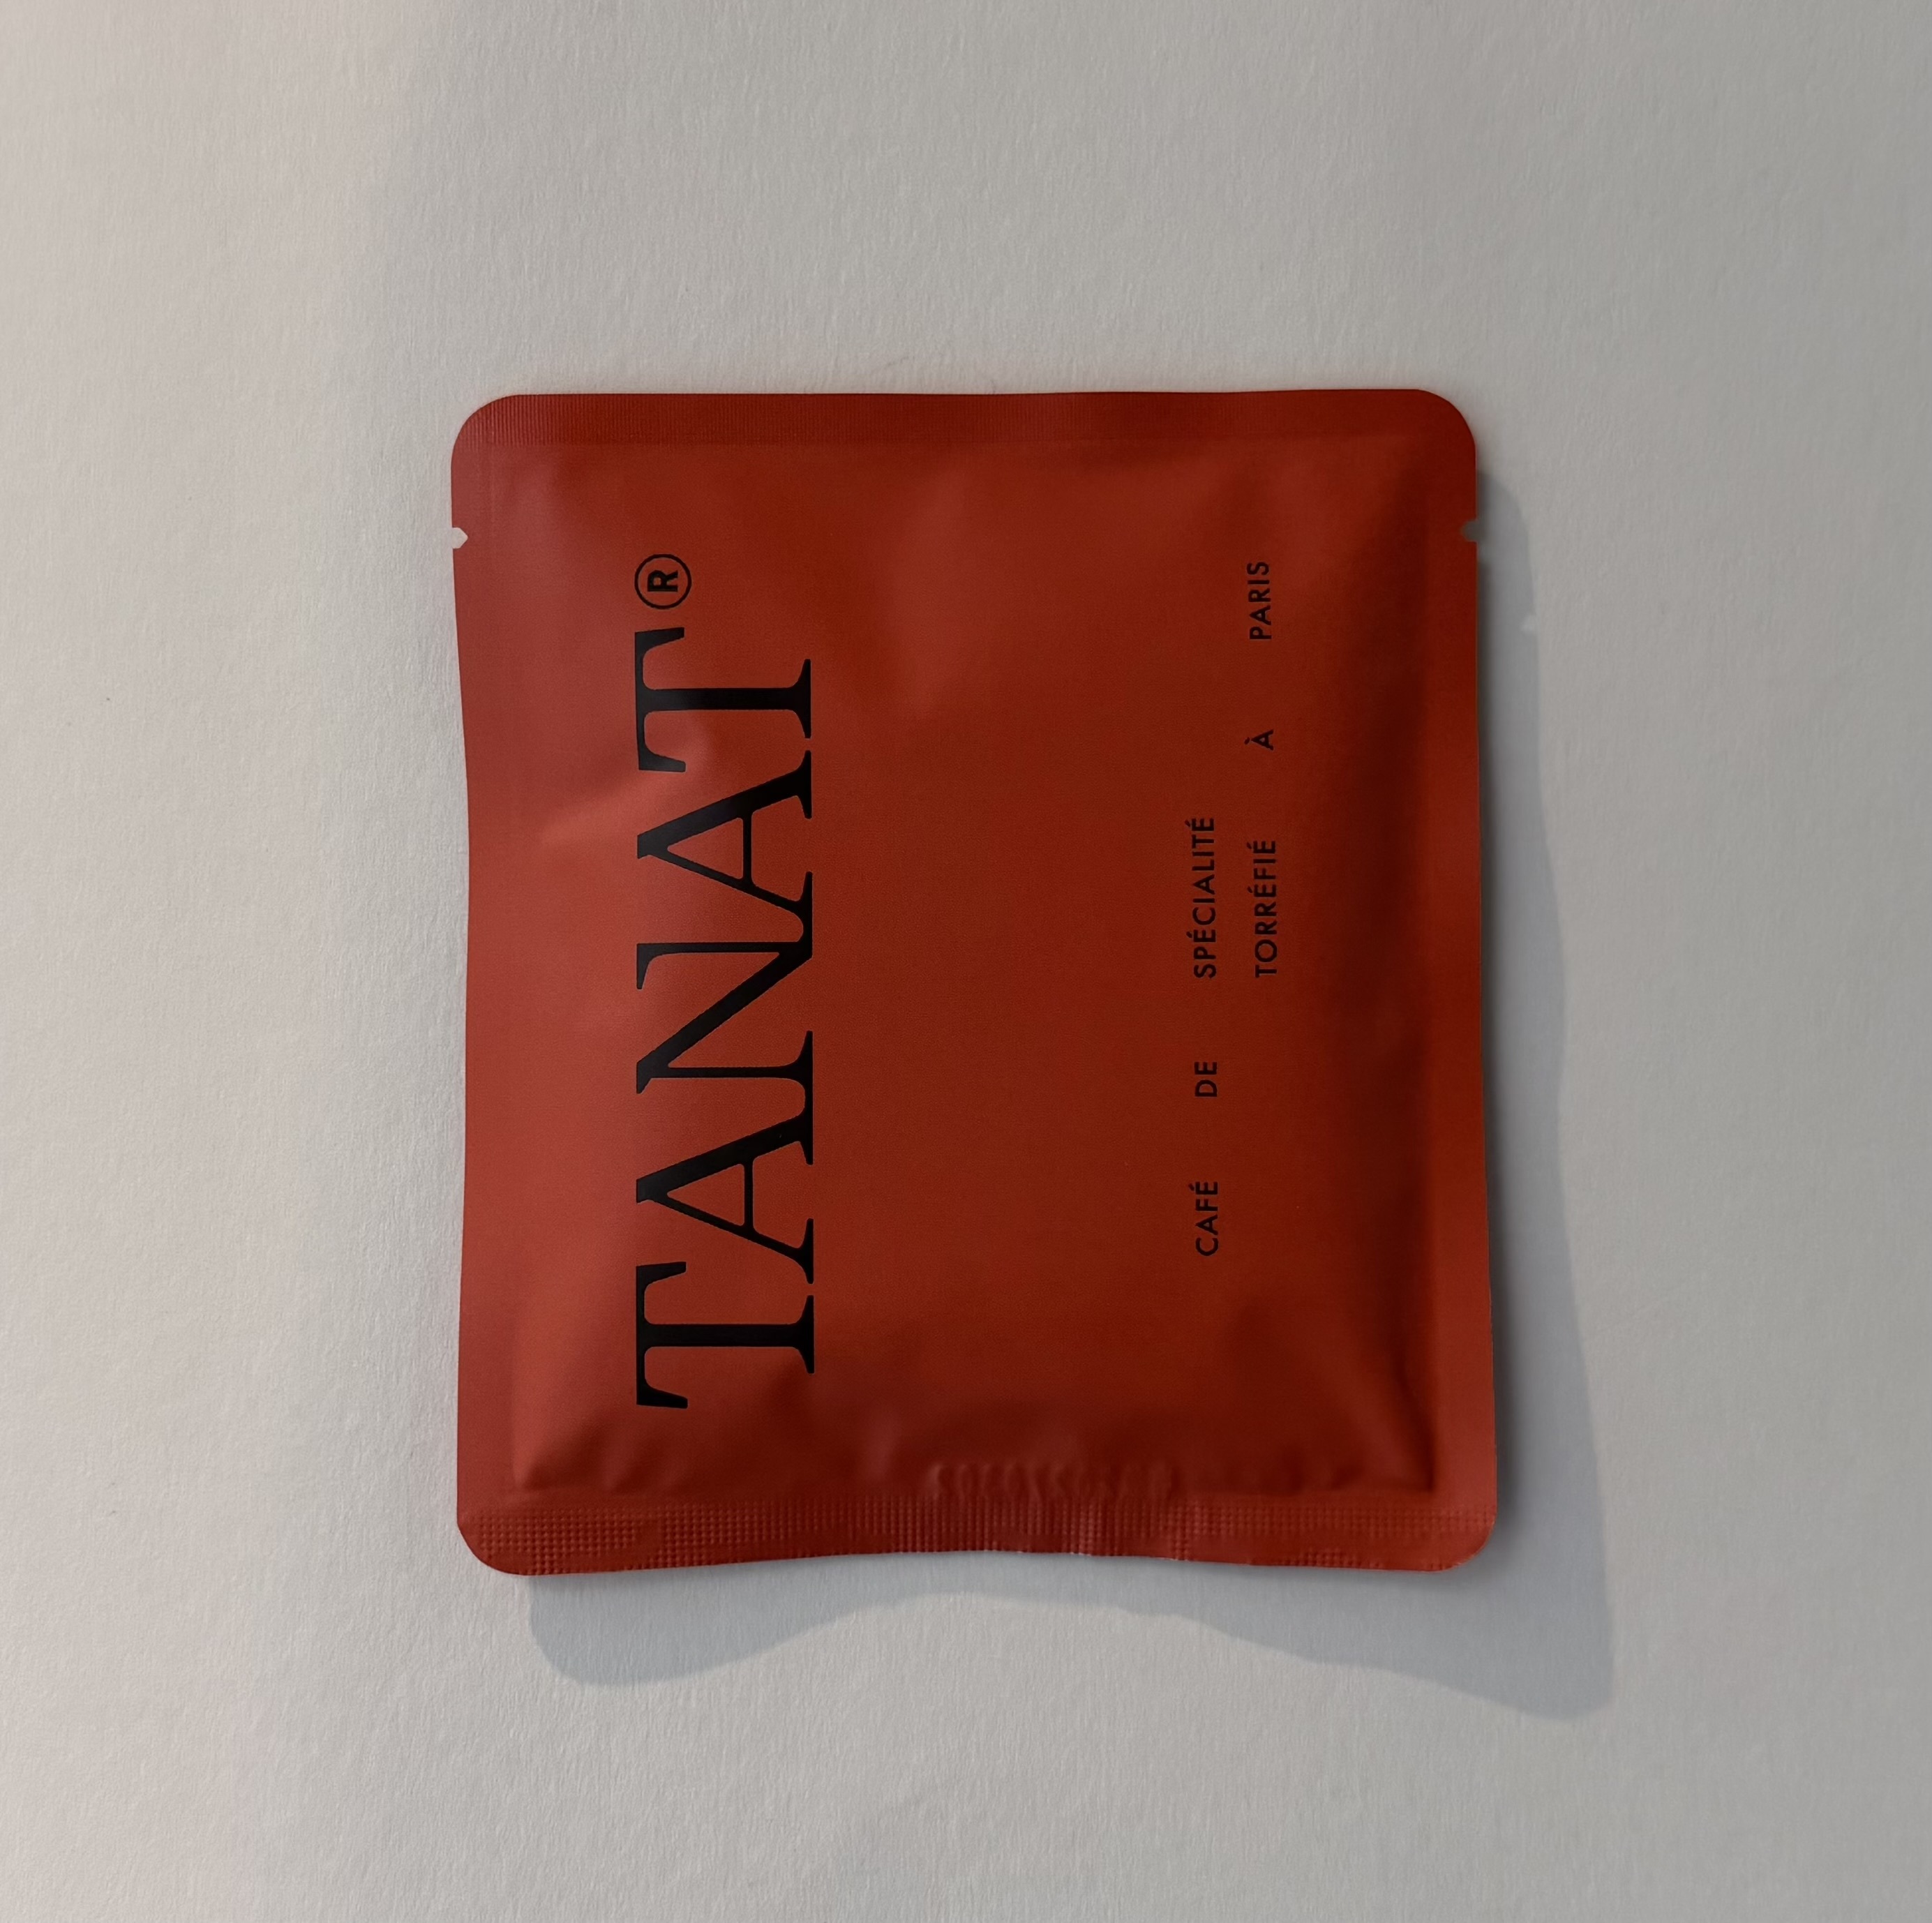 TANAT®
CAFÉ DE SPÉCIALITÉ
TORRÉFIÉ À PARIS